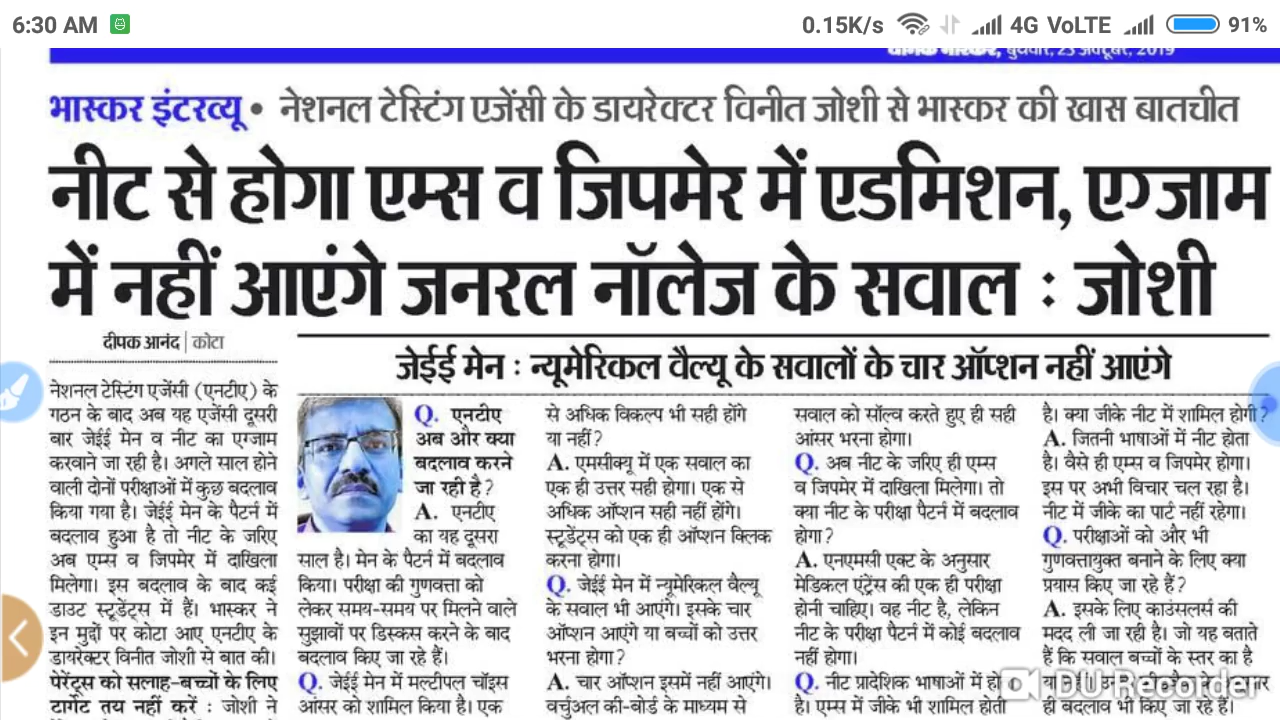 6:30 AM
0.15K/s 4G VoLTE 91%
दैनिक भास्कर, बुधवार, 23 अक्टूबर, 2019
भास्कर इंटरव्यू • नेशनल टेस्टिंग एजेंसी के डायरेक्टर विनीत जोशी से भास्कर की खास बातचीत
नीट से होगा एम्स व जिपमेर में एडमिशन, एग्जाम
में नहीं आएंगे जनरल नॉलेज के सवाल : जोशी
दीपक आनंद | कोटा
नेशनल टेस्टिंग एजेंसी (एनटीए) के
गठन के बाद अब यह एजेंसी दूसरी
बार जेईई मेन व नीट का एग्जाम
करवाने जा रही है। अगले साल होने
वाली दोनों परीक्षाओं में कुछ बदलाव
किया गया है। जेईई मेन के पैटर्न में
बदलाव हुआ है तो नीट के जरिए
अब एम्स व जिपमेर में दाखिला
मिलेगा। इस बदलाव के बाद कई
डाउट स्टूडेंट्स में हैं। भास्कर ने
इन मुद्दों पर कोटा आए एनटीए के
डायरेक्टर विनीत जोशी से बात की।
पेरेंट्स को सलाह-बच्चों के लिए
टार्गेट तय नहीं करें : जोशी ने
जेईई मेन : न्यूमेरिकल वैल्यू के सवालों के चार ऑप्शन नहीं आएंगे
Q. एनटीए
अब और क्या
बदलाव करने
जा रही है?
A. एनटीए
का यह दूसरा
साल है। मेन के पैटर्न में बदलाव
किया। परीक्षा की गुणवत्ता को
लेकर समय-समय पर मिलने वाले
सुझावों पर डिस्कस करने के बाद
बदलाव किए जा रहे हैं।
Q. जेईई मेन में मल्टीपल चॉइस
आंसर को शामिल किया है। एक
से अधिक विकल्प भी सही होंगे
या नहीं?
A. एमसीक्यू में एक सवाल का
एक ही उत्तर सही होगा। एक से
अधिक ऑप्शन सही नहीं होंगे।
स्टूडेंट्स को एक ही ऑप्शन क्लिक
करना होगा।
Q. जेईई मेन में न्यूमेरिकल वैल्यू
के सवाल भी आएंगे। इसके चार
ऑप्शन आएंगे या बच्चों को उत्तर
भरना होगा?
A. चार ऑप्शन इसमें नहीं आएंगे।
वर्चुअल की-बोर्ड के माध्यम से
सवाल को सॉल्व करते हुए ही सही
आंसर भरना होगा।
Q. अब नीट के जरिए ही एम्स
व जिपमेर में दाखिला मिलेगा। तो
क्या नीट के परीक्षा पैटर्न में बदलाव
होगा?
A. एनएमसी एक्ट के अनुसार
मेडिकल एंट्रेंस की एक ही परीक्षा
होनी चाहिए। वह नीट है, लेकिन
नीट के परीक्षा पैटर्न में कोई बदलाव
नहीं होगा।
Q. नीट प्रादेशिक भाषाओं में हो
है। एम्स में जीके भी शामिल होती
है। क्या जीके नीट में शामिल होगी?
A. जितनी भाषाओं में नीट होता
है। वैसे ही एम्स व जिपमेर होगा।
इस पर अभी विचार चल रहा है।
नीट में जीके का पार्ट नहीं रहेगा।
Q. परीक्षाओं को और भी
गुणवत्तायुक्त बनाने के लिए क्या
प्रयास किए जा रहे हैं?
A. इसके लिए काउंसलर्स की
मदद ली जा रही है। जो यह बताते
हैं कि सवाल बच्चों के स्तर का है
ही बदलाव भी किए जा रहे हैं।
DU Recorder